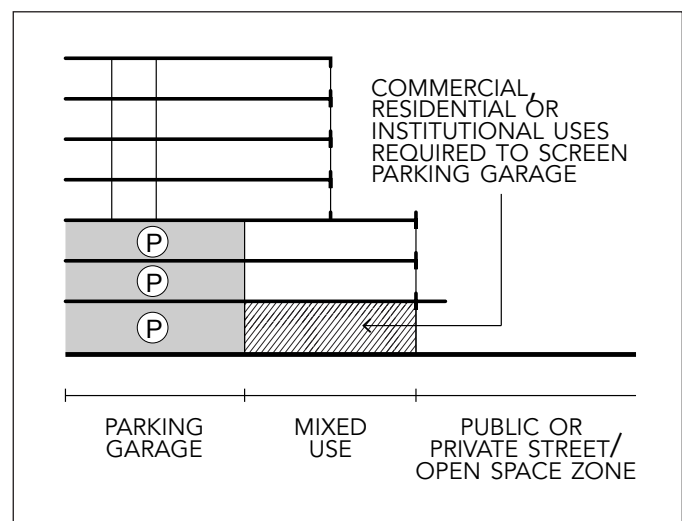 COMMERCIAL,
RESIDENTIAL OR
INSTITUTIONAL USES
REQUIRED TO SCREEN
PARKING GARAGE
P
P
P
PARKING
GARAGE
MIXED
USE
PUBLIC OR
PRIVATE STREET/
OPEN SPACE ZONE